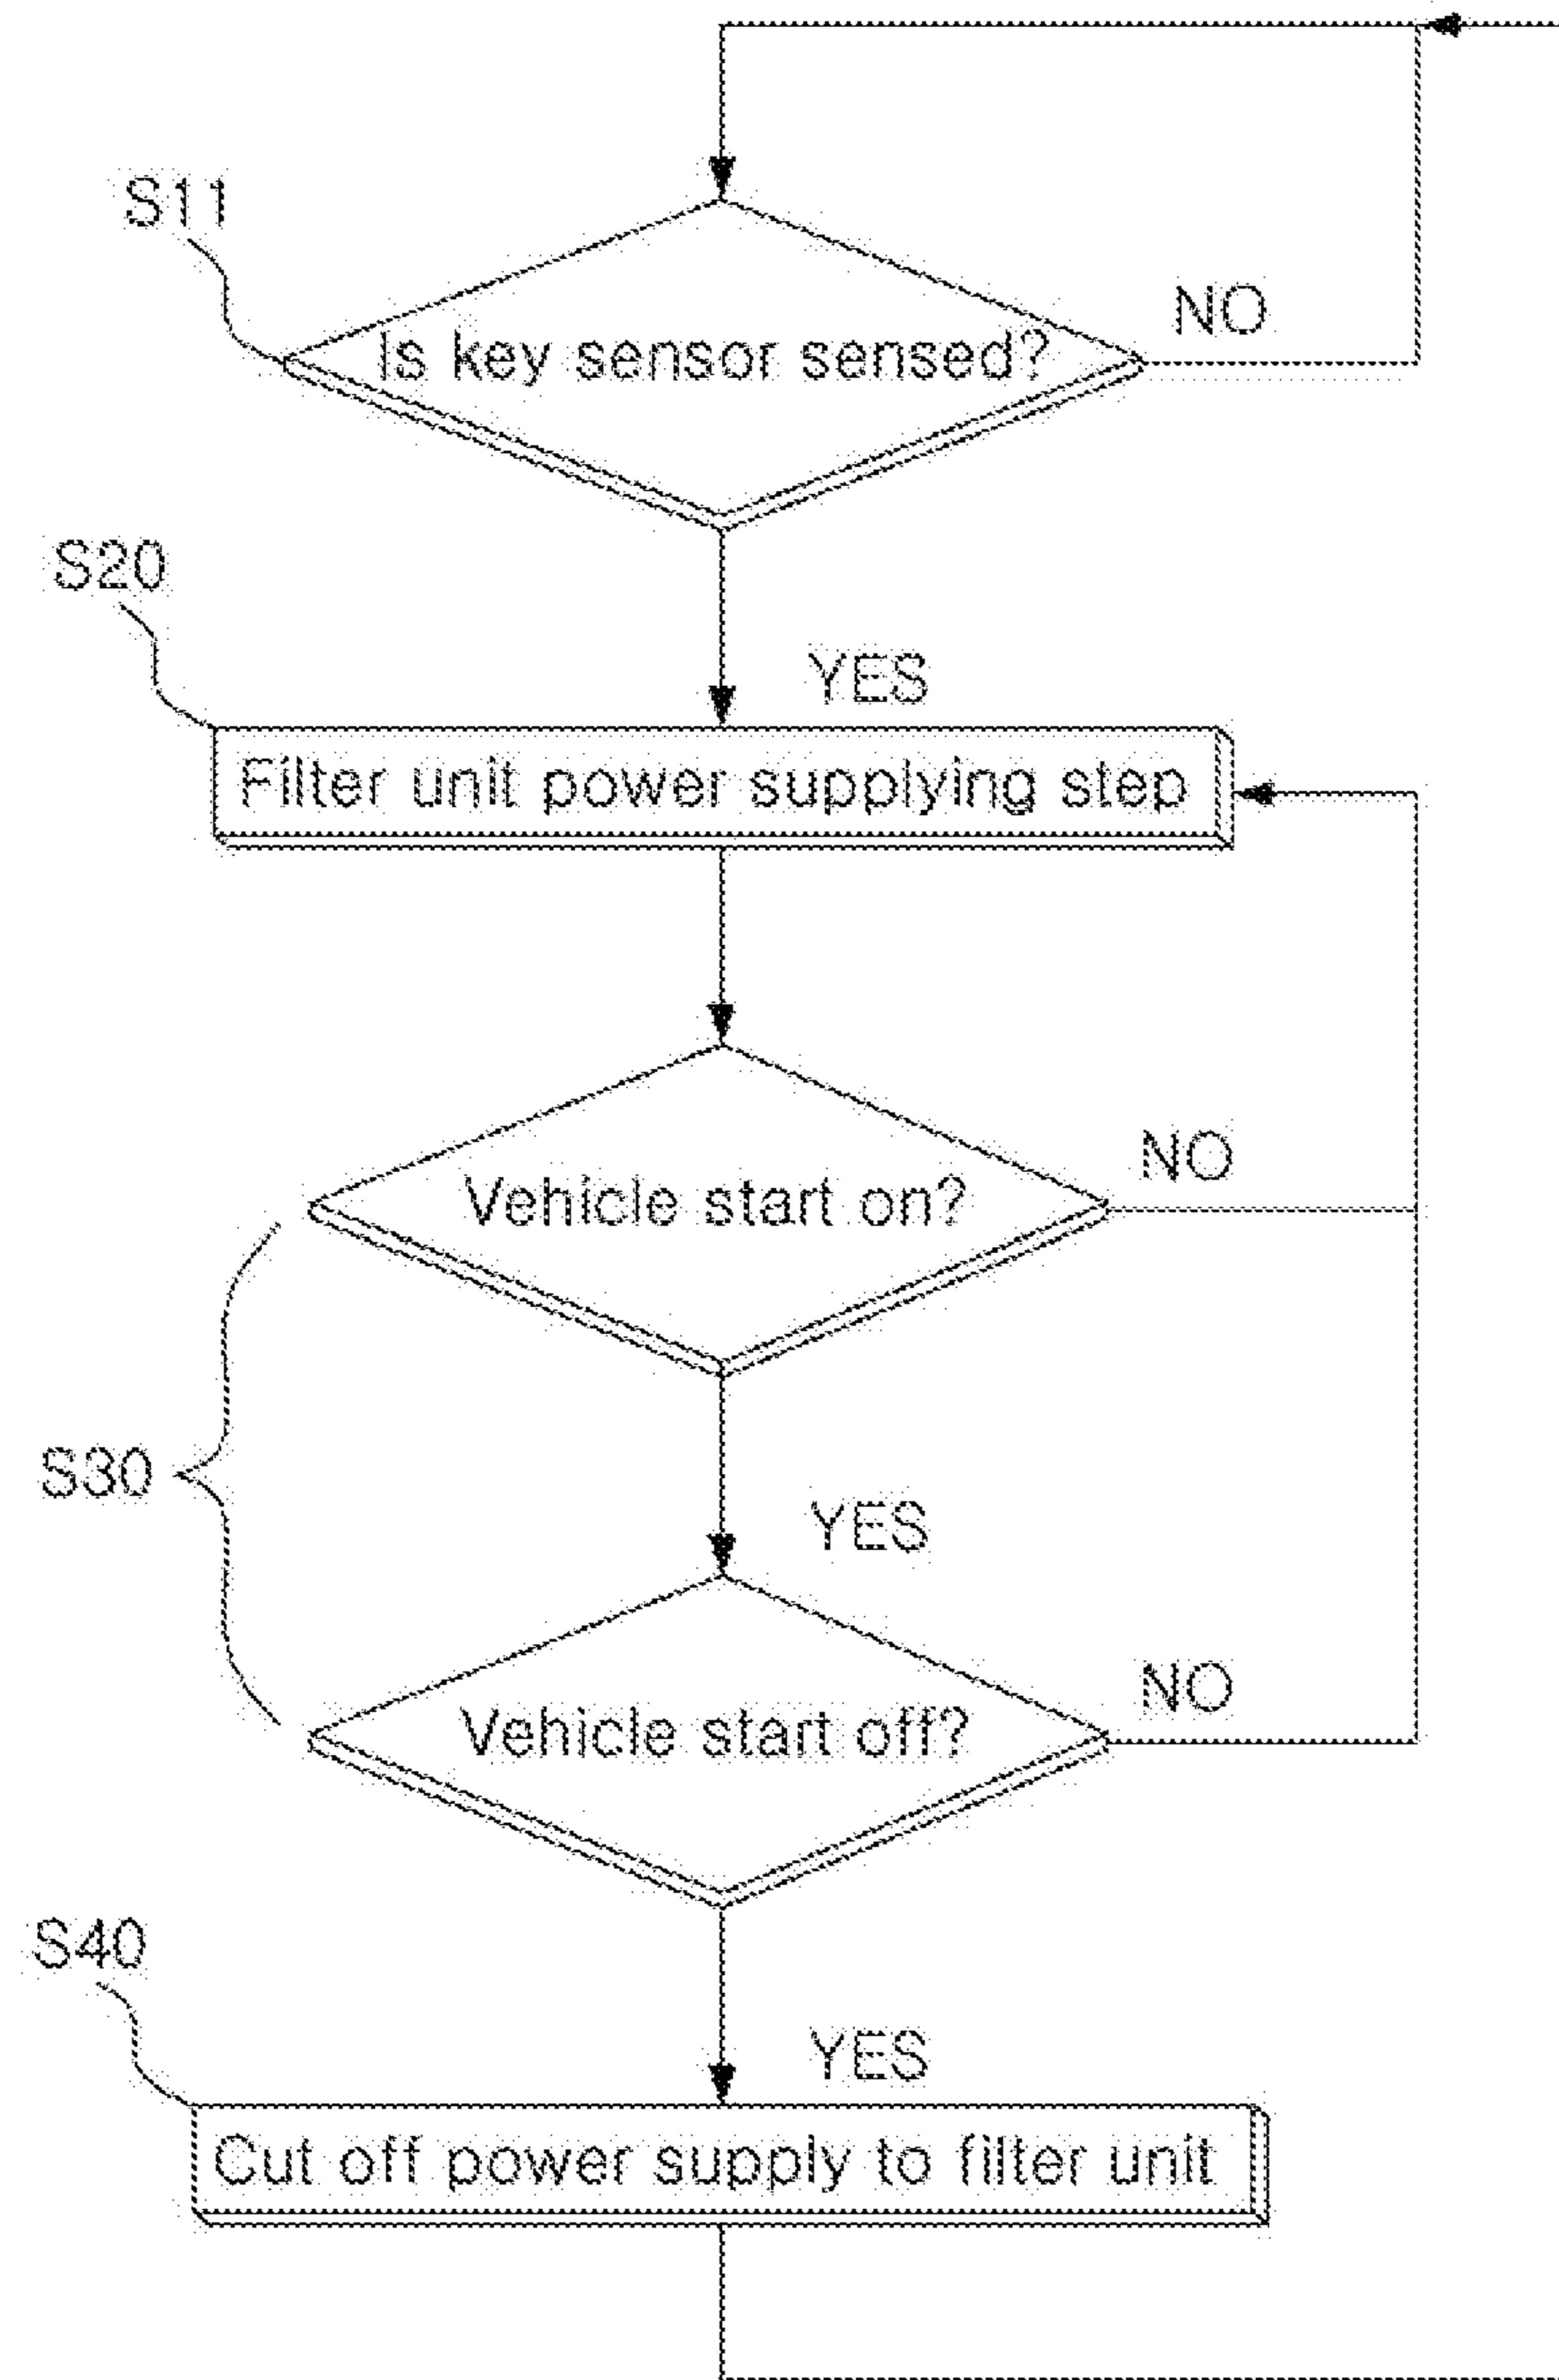 S11
Is key sensor sensed?
NO
S20
YES
Filter unit power supplying step
Vehicle start on?
NO
S30
YES
Vehicle start off?
NO
S40
YES
Cut off power supply to filter unit